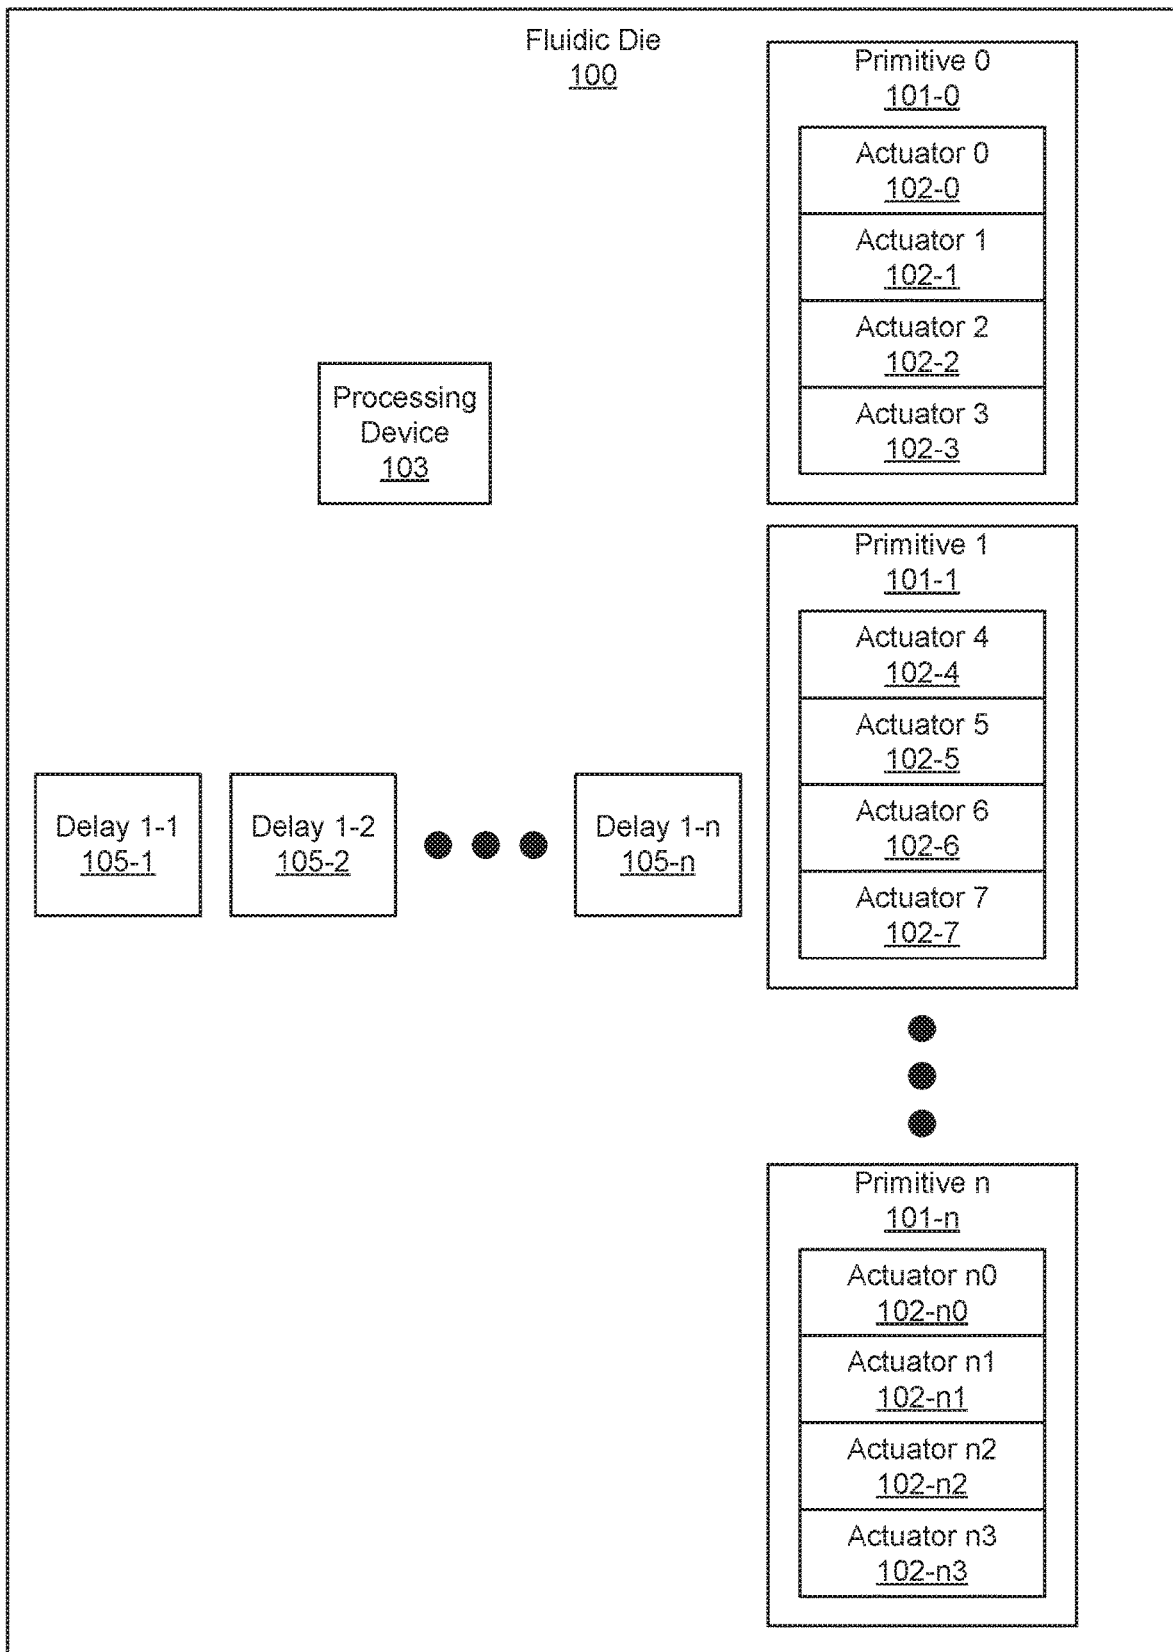 Fluidic Die
100
Primitive 0
101-0
Actuator 0
102-0
Actuator 1
102-1
Actuator 2
102-2
Actuator 3
102-3
Processing
Device
103
Primitive 1
101-1
Actuator 4
102-4
Actuator 5
102-5
Actuator 6
102-6
Actuator 7
102-7
Delay 1-1
105-1
Delay 1-2
105-2
Delay 1-n
105-n
Primitive n
101-n
Actuator n0
102-n0
Actuator n1
102-n1
Actuator n2
102-n2
Actuator n3
102-n3